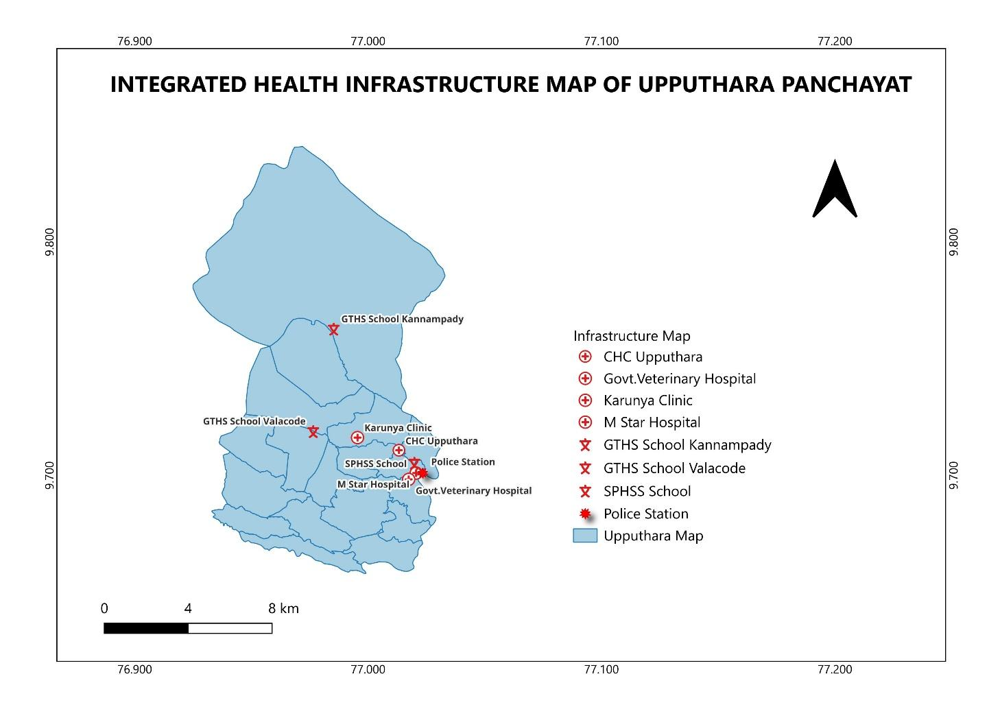 76.900 77.000 77.100 77.200
INTEGRATED HEALTH INFRASTRUCTURE MAP OF UPPUTHARA PANCHAYAT
9.800 9.800
GTHS School Kannampady
GTHS School Valacode
Karunya Clinic
CHC Upputhara
SPHSS School
Police Station
M Star Hospital
Govt.Veterinary Hospital
Infrastructure Map
CHC Upputhara
Govt.Veterinary Hospital
Karunya Clinic
M Star Hospital
GTHS School Kannampady
GTHS School Valacode
SPHSS School
Police Station
Upputhara Map
9.700 9.700
0 4 8 km
76.900 77.000 77.100 77.200